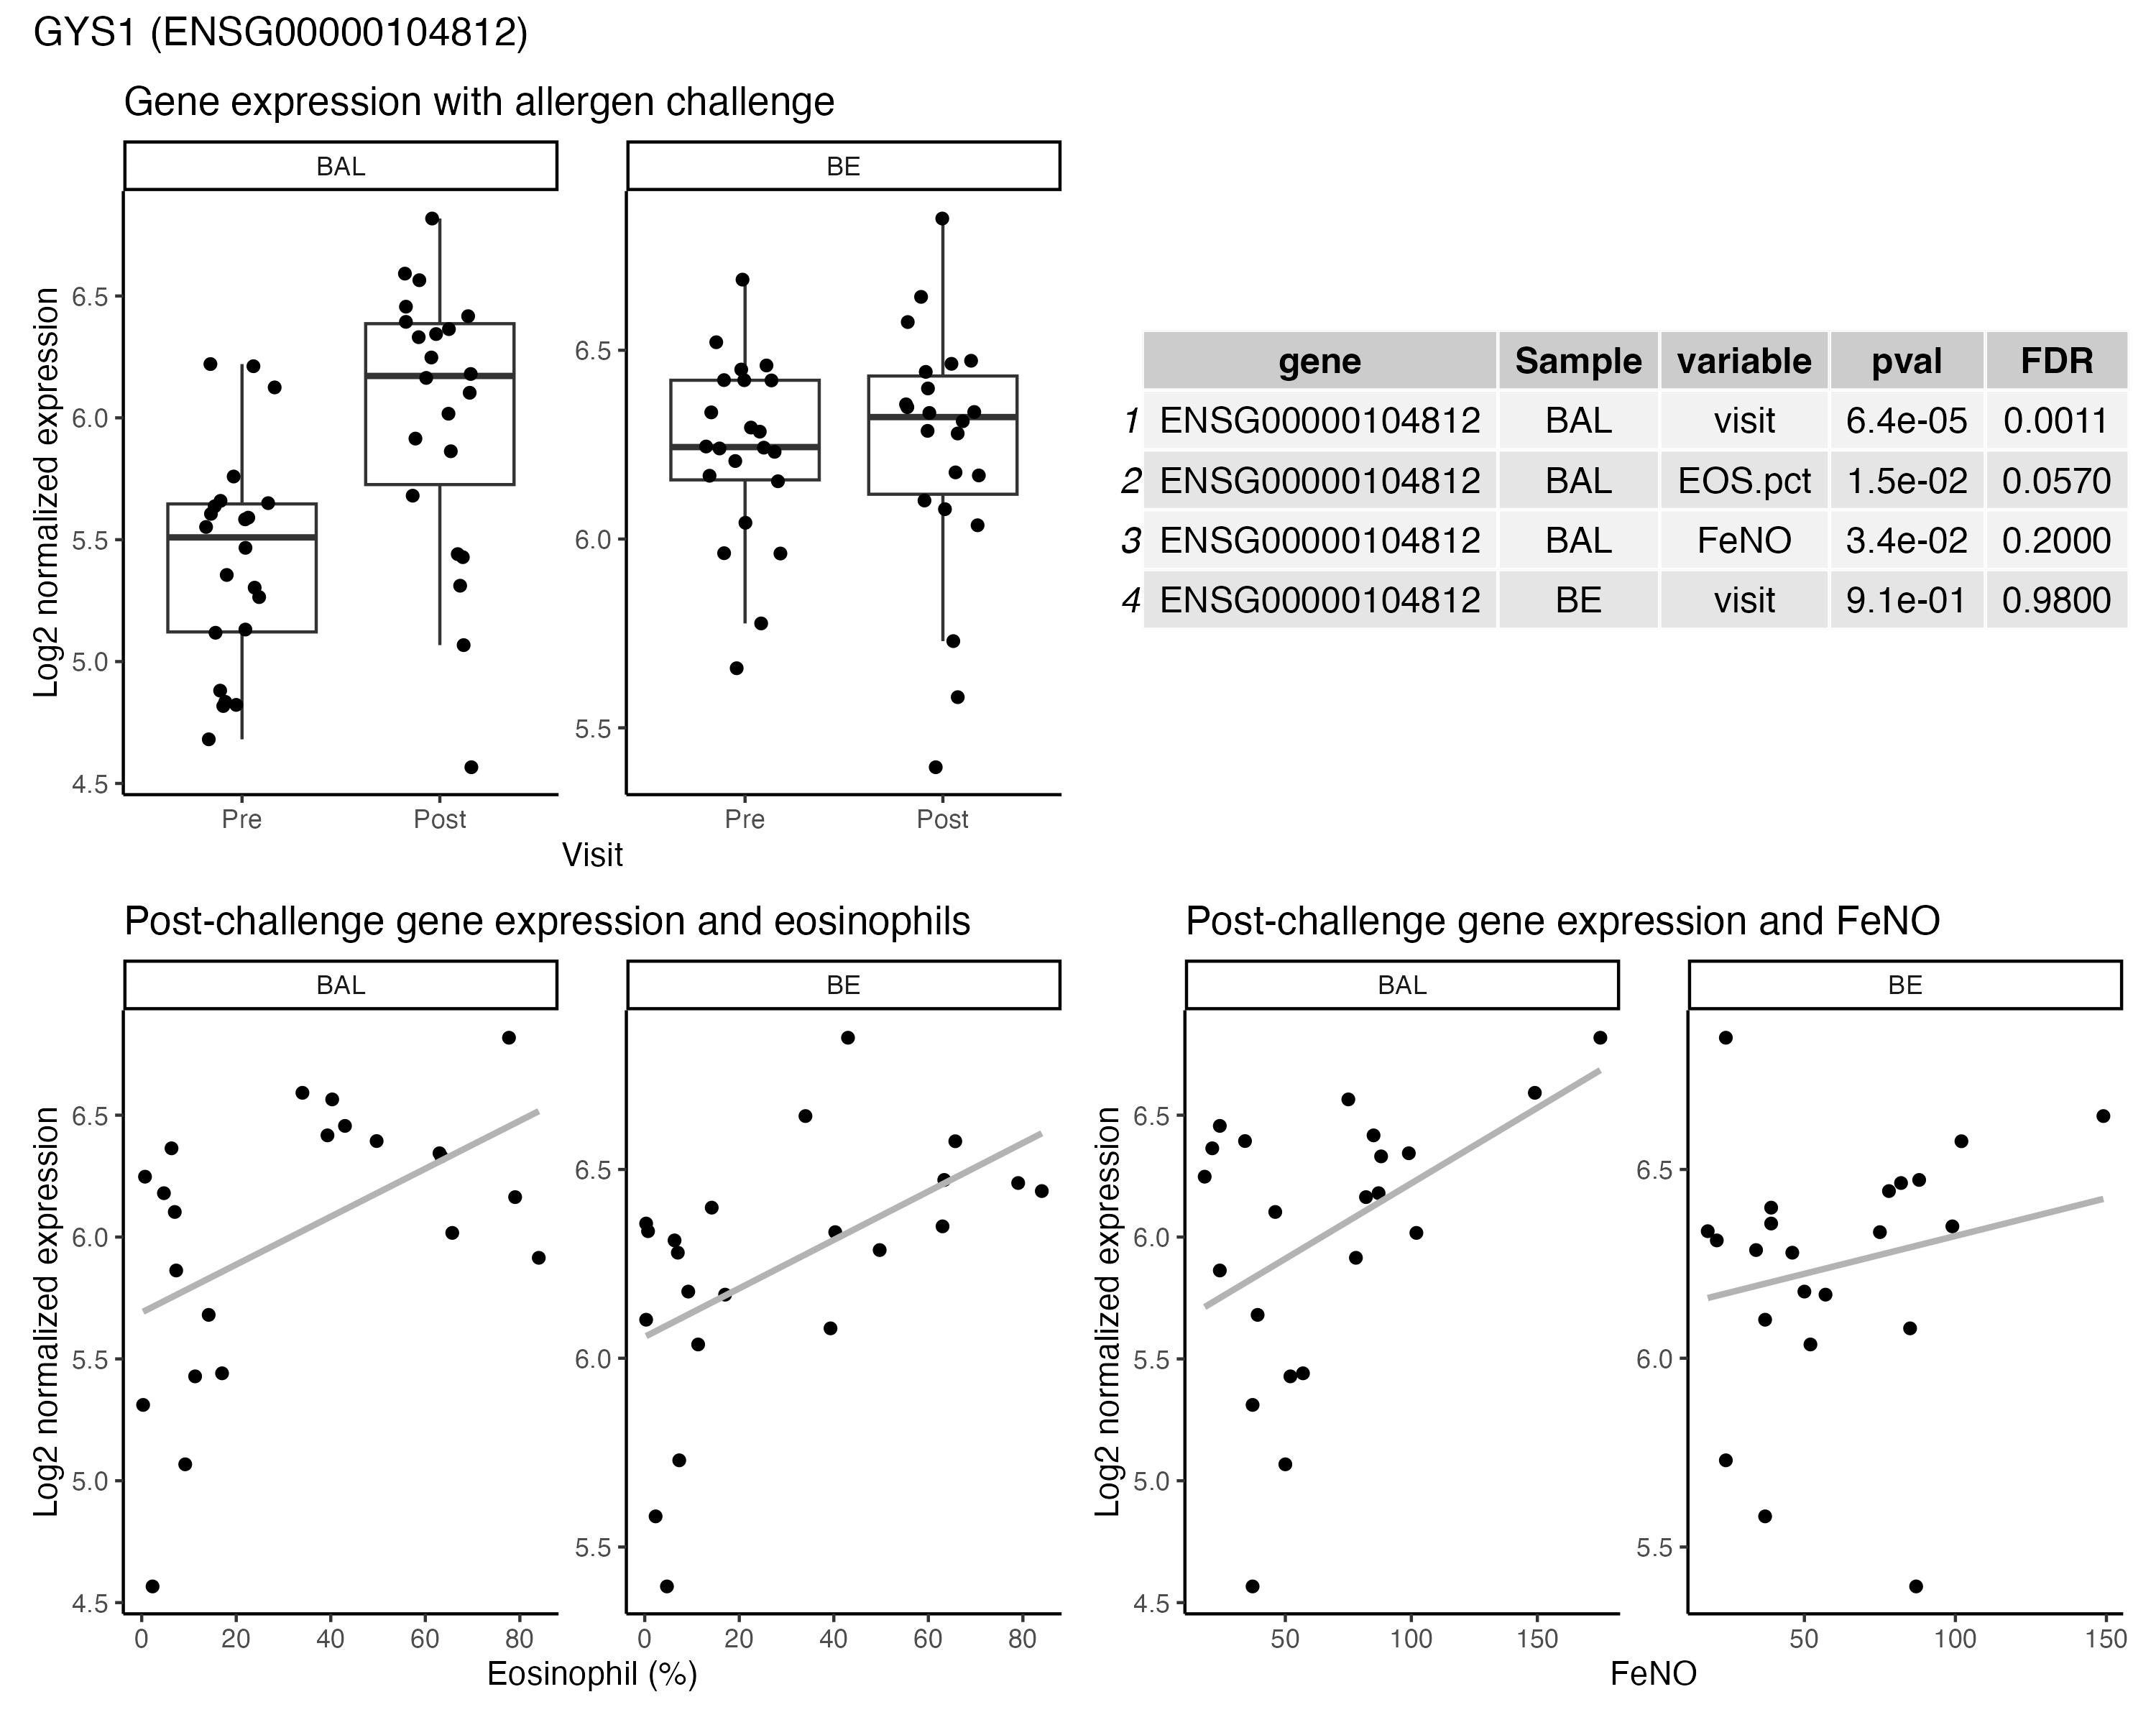 GYS1 (ENSG00000104812)
Gene expression with allergen challenge
BAL BE
Log2 normalized expression
6.5
6.0
5.5
5.0
4.5
6.5
6.0
5.5
Pre Post Pre Post
Visit
gene Sample variable pval FDR
1 ENSG00000104812 BAL visit 6.4e-05 0.0011
2 ENSG00000104812 BAL EOS.pct 1.5e-02 0.0570
3 ENSG00000104812 BAL FeNO 3.4e-02 0.2000
4 ENSG00000104812 BE visit 9.1e-01 0.9800
Post-challenge gene expression and eosinophils
BAL BE
Log2 normalized expression
6.5
6.0
5.5
5.0
4.5
6.5
6.0
5.5
0 20 40 60 80 0 20 40 60 80
Eosinophil (%)
Post-challenge gene expression and FeNO
BAL BE
Log2 normalized expression
6.5
6.0
5.5
5.0
4.5
6.5
6.0
5.5
50 100 150 50 100 150
FeNO